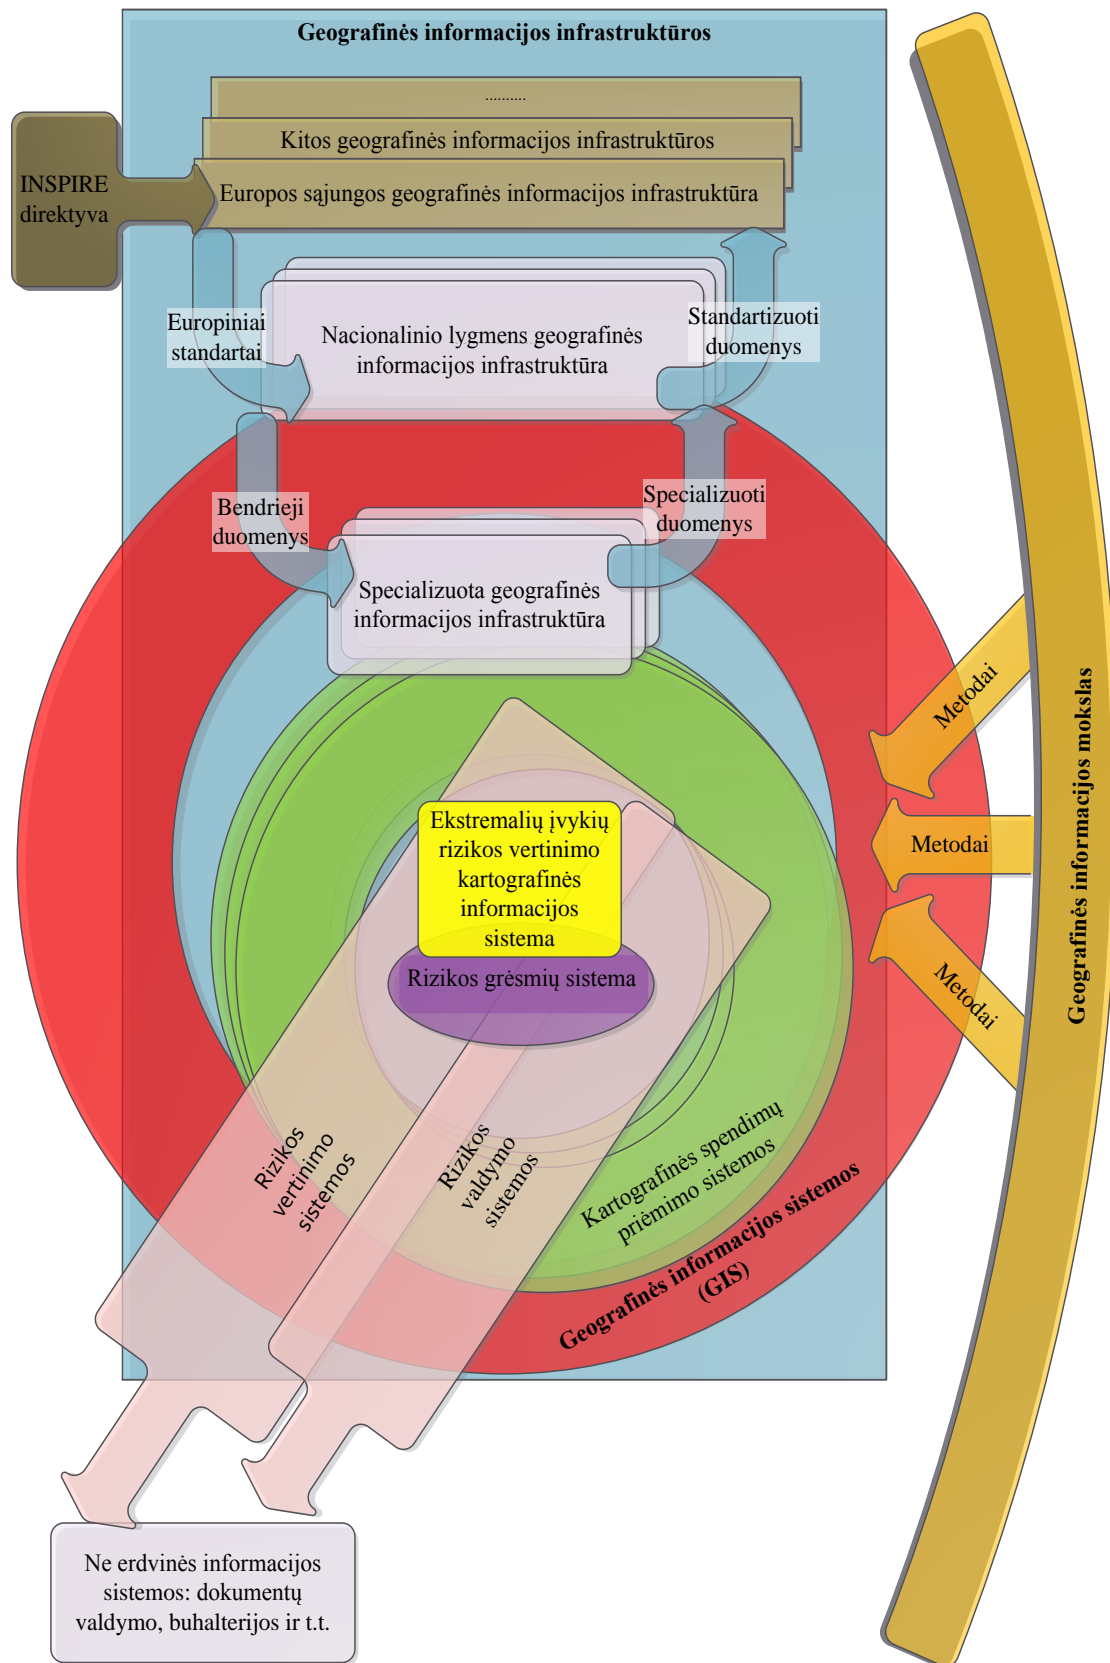 Geografinės informacijos infrastruktūros
..........
Kitos geografinės informacijos infrastruktūros
INSPIRE
direktyva
Europos sąjungos geografinės informacijos infrastruktūra
Europiniai
standartai
Nacionalinio lygmens geografinės
informacijos infrastruktūra
Standartizuoti
duomenys
Bendrieji
duomenys
Specializuoti
duomenys
Specializuota geografinės
informacijos infrastruktūra
Metodai
Metodai
Metodai
Geografinės informacijos mokslas
Ekstremalių įvykių
rizikos vertinimo
kartografinės
informacijos
sistema
Rizikos grėsmių sistema
Rizikos
vertinimo
sistemos
Rizikos
valdymo
sistemos
Kartografinės spendimų
priėmimo sistemos
Geografinės informacijos sistemos
(GIS)
Ne erdvinės informacijos
sistemos: dokumentų
valdymo, buhalterijos ir t.t.